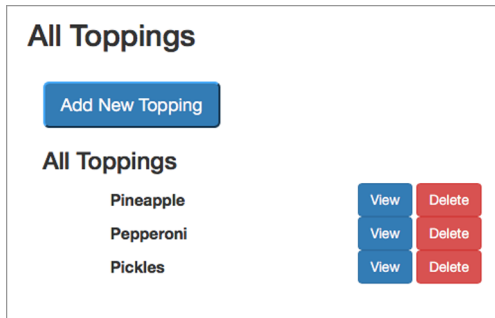 All Toppings
Add New Topping
All Toppings
Pineapple View Delete
Pepperoni View Delete
Pickles View Delete